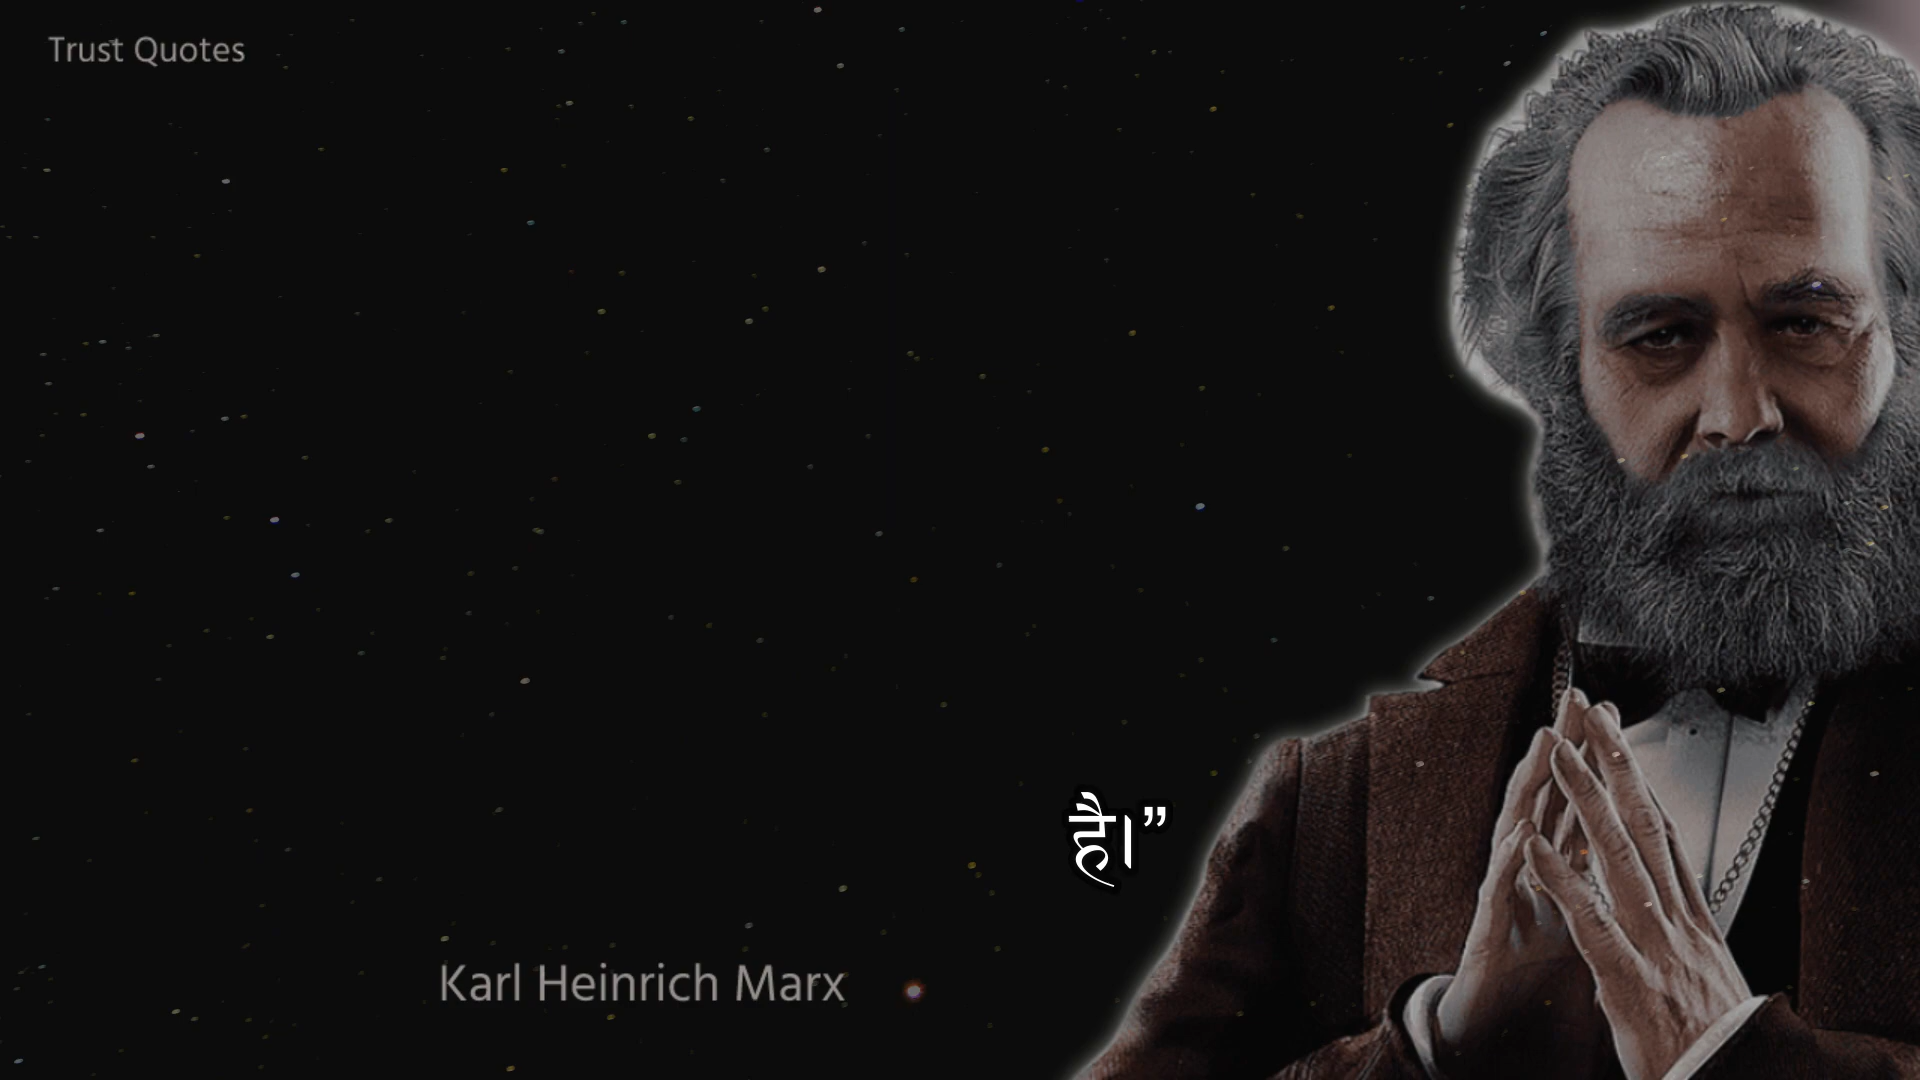 Trust Quotes
है।”
Karl Heinrich Marx